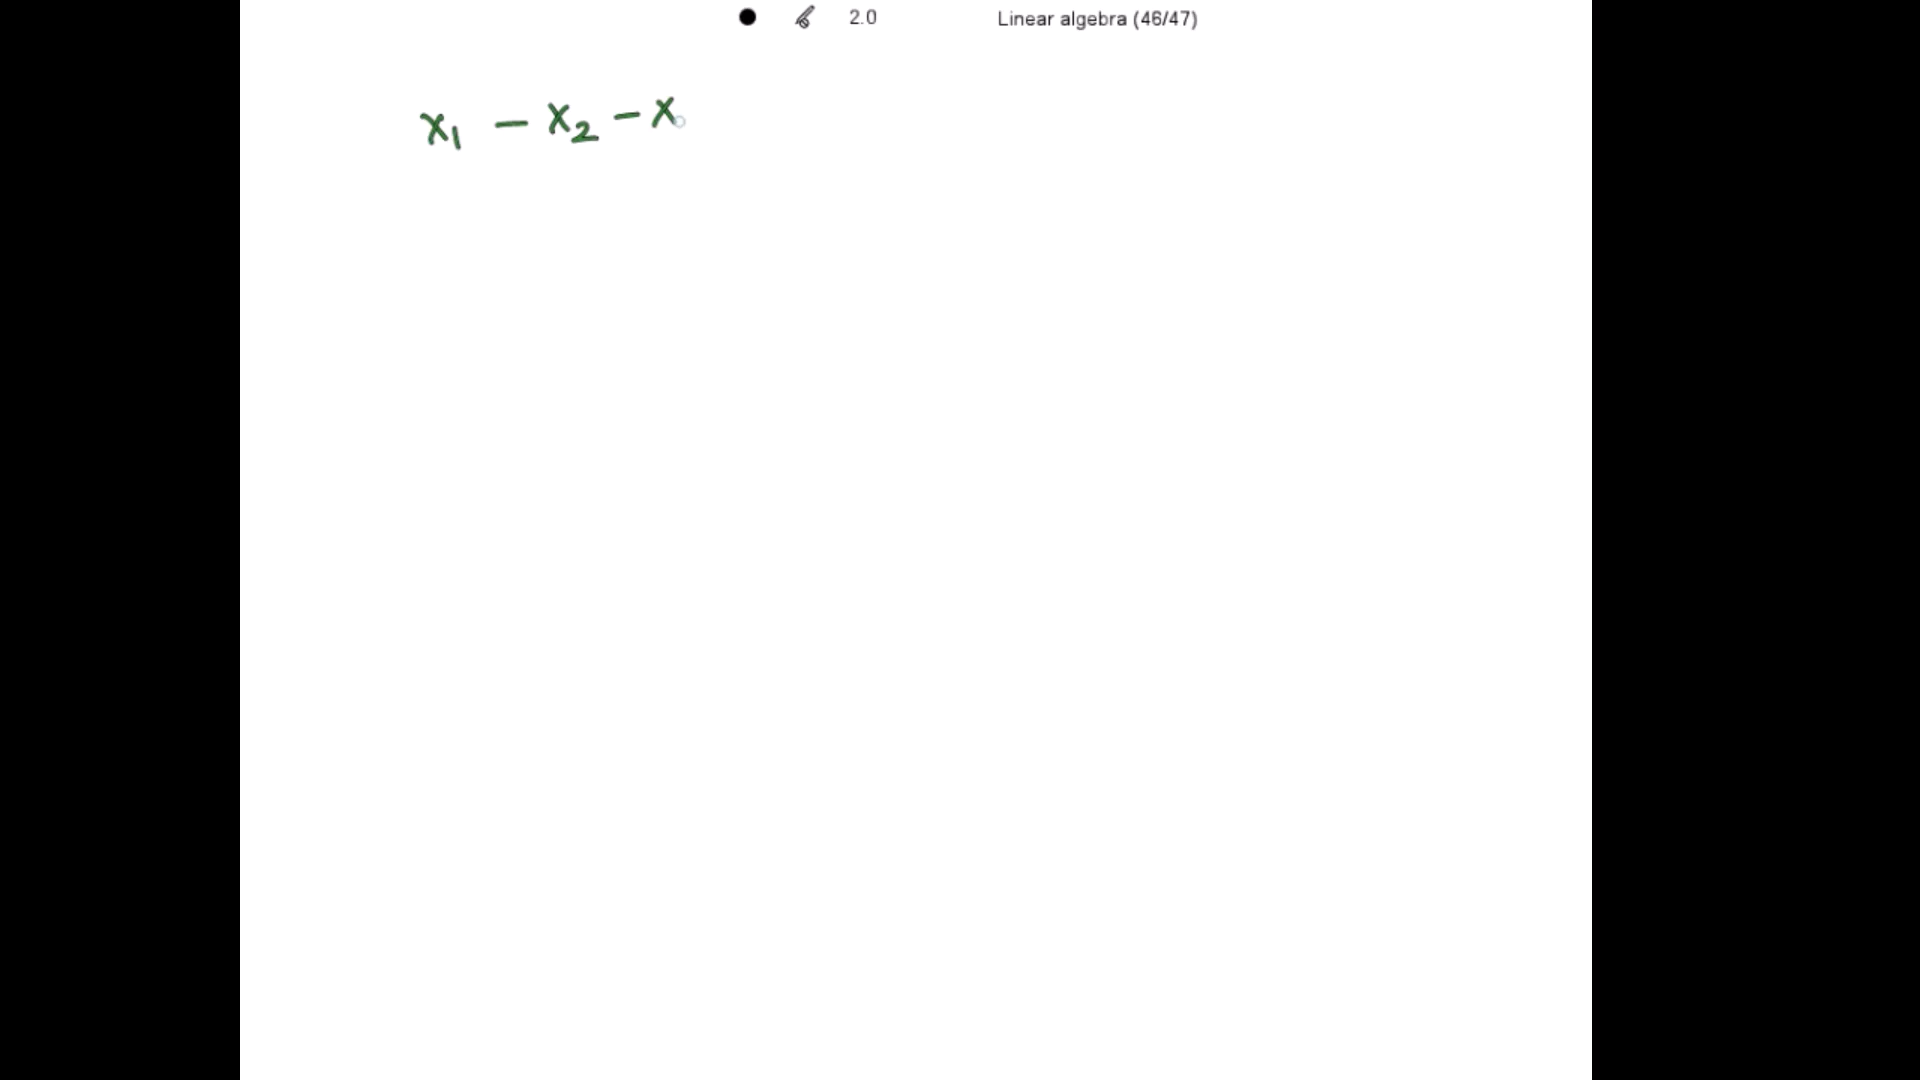 2.0 Linear algebra (46/47)
x₁ - x₂ - x